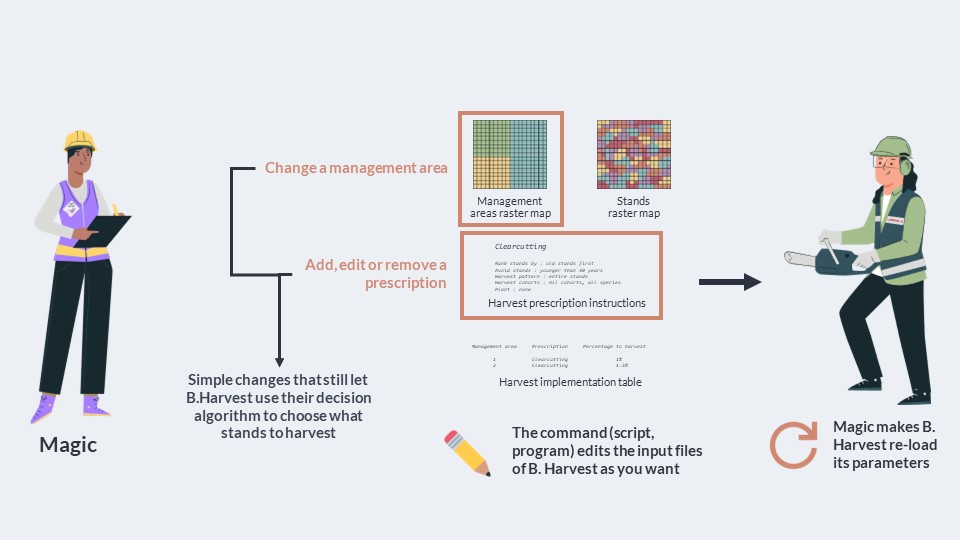 Change a management area
Management
areas raster map
Stands
raster map
Add, edit or remove a
prescription
Clearcutting
Rank stands by : old stands first
Avoid stands : younger than 30 years
Harvest pattern : entire stands
Harvest cohorts : All cohorts, all species
Plant : none
Harvest prescription instructions
Management area Prescription Percentage to harvest
1 Clearcutting 1%
2 Clearcutting 1.5%
Harvest implementation table
Simple changes that still let
B.Harvest use their decision
algorithm to choose what
stands to harvest
Magic
The command (script,
program) edits the input files
of B. Harvest as you want
Magic makes B.
Harvest re-load
its parameters